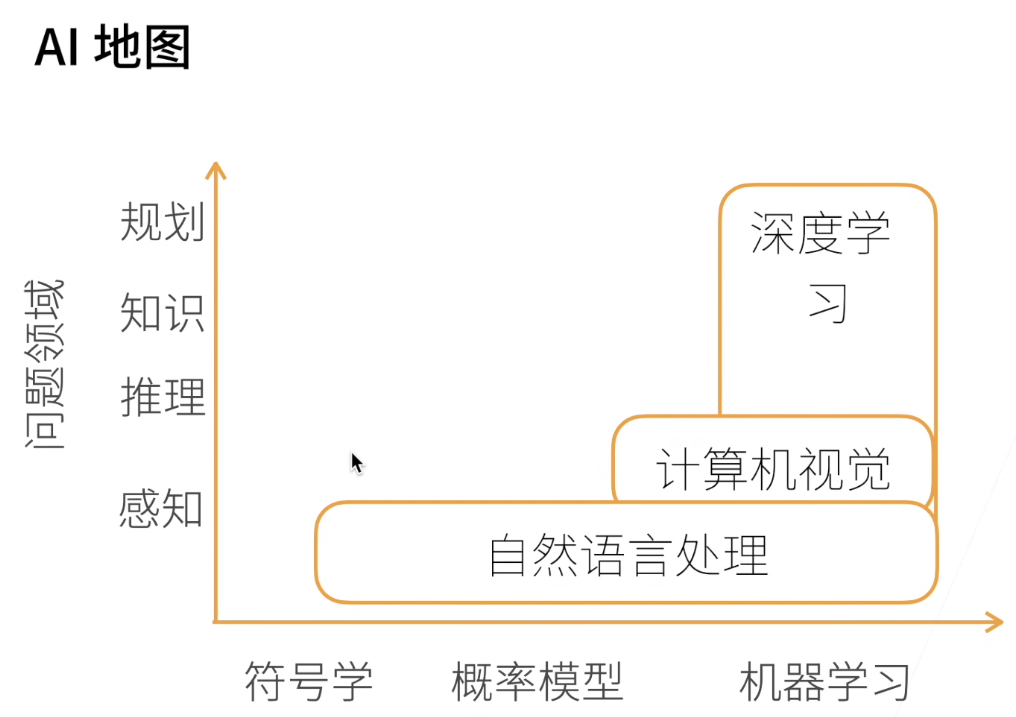 AI 地图
规划
知识
推理
感知
问题领域
深度学
习
计算机视觉
自然语言处理
符号学
概率模型
机器学习